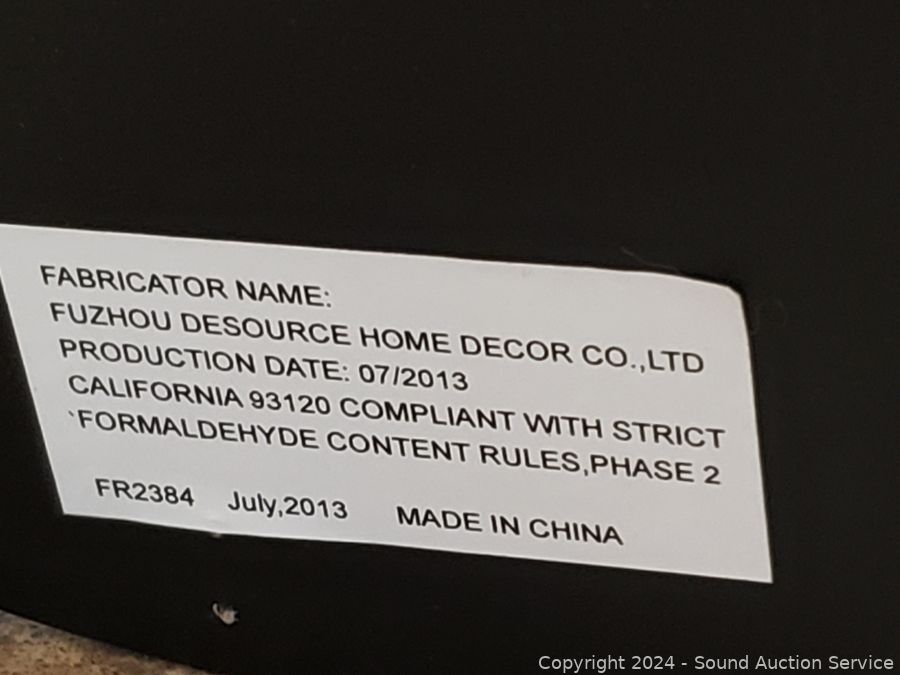 FABRICATOR NAME:
FUZHOU DESOURCE HOME DECOR CO.,LTD
PRODUCTION DATE: 07/2013
CALIFORNIA 93120 COMPLIANT WITH STRICT
`FORMALDEHYDE CONTENT RULES,PHASE 2
FR2384 July,2013 MADE IN CHINA
Copyright 2024 - Sound Auction Service